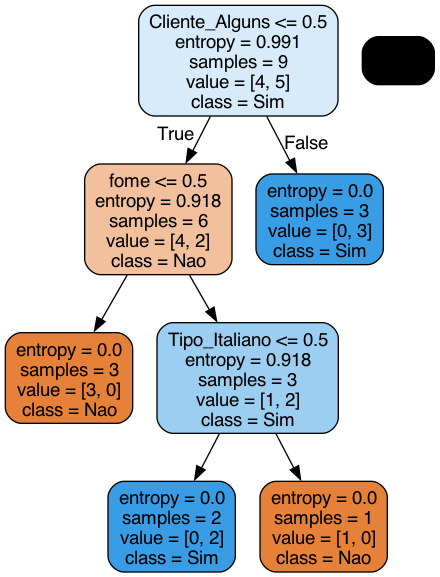 Cliente_Alguns <= 0.5
entropy = 0.991
samples = 9
value = [4, 5]
class = Sim
True
False
fome <= 0.5
entropy = 0.918
samples = 6
value = [4, 2]
class = Nao
entropy = 0.0
samples = 3
value = [0, 3]
class = Sim
entropy = 0.0
samples = 3
value = [3, 0]
class = Nao
Tipo_Italiano <= 0.5
entropy = 0.918
samples = 3
value = [1, 2]
class = Sim
entropy = 0.0
samples = 2
value = [0, 2]
class = Sim
entropy = 0.0
samples = 1
value = [1, 0]
class = Nao